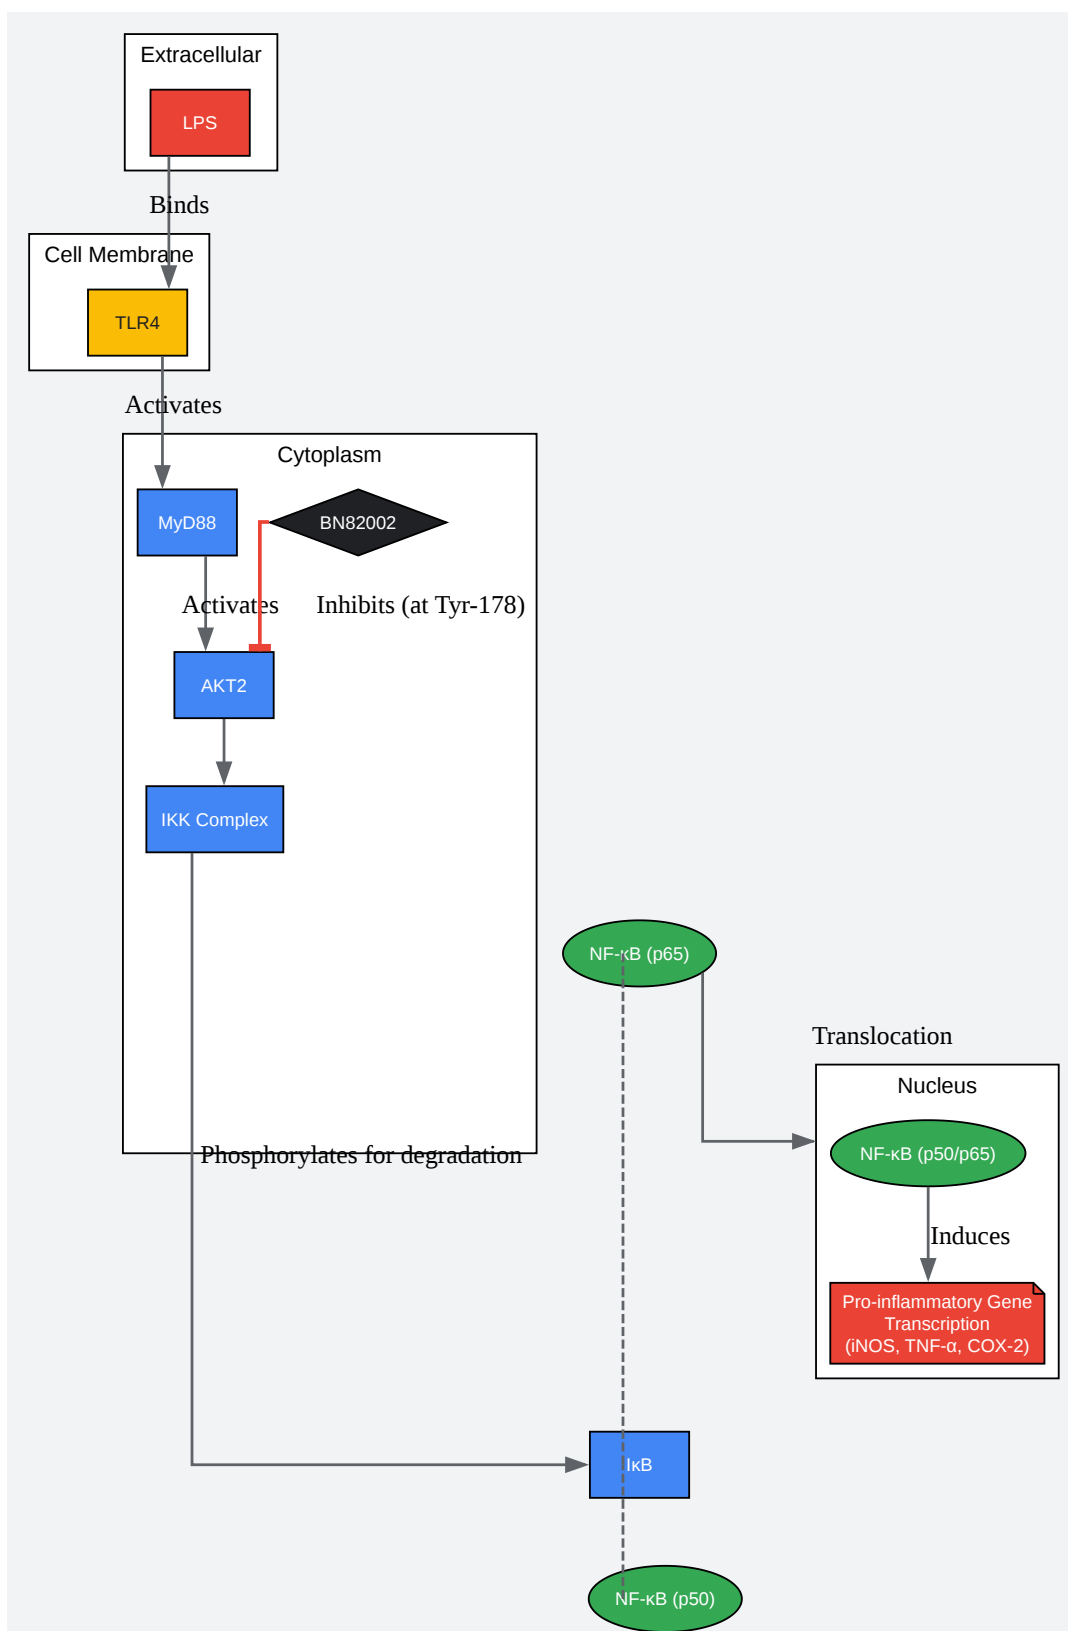 Extracellular
LPS
Binds
Cell Membrane
TLR4
Activates
Cytoplasm
MyD88
BN82002
Activates
Inhibits (at Tyr-178)
AKT2
IKK Complex
NF-κB (p65)
Translocation
Nucleus
NF-κB (p50/p65)
Phosphorylates for degradation
Induces
Pro-inflammatory Gene
Transcription
(iNOS, TNF-α, COX-2)
IκB
NF-κB (p50)